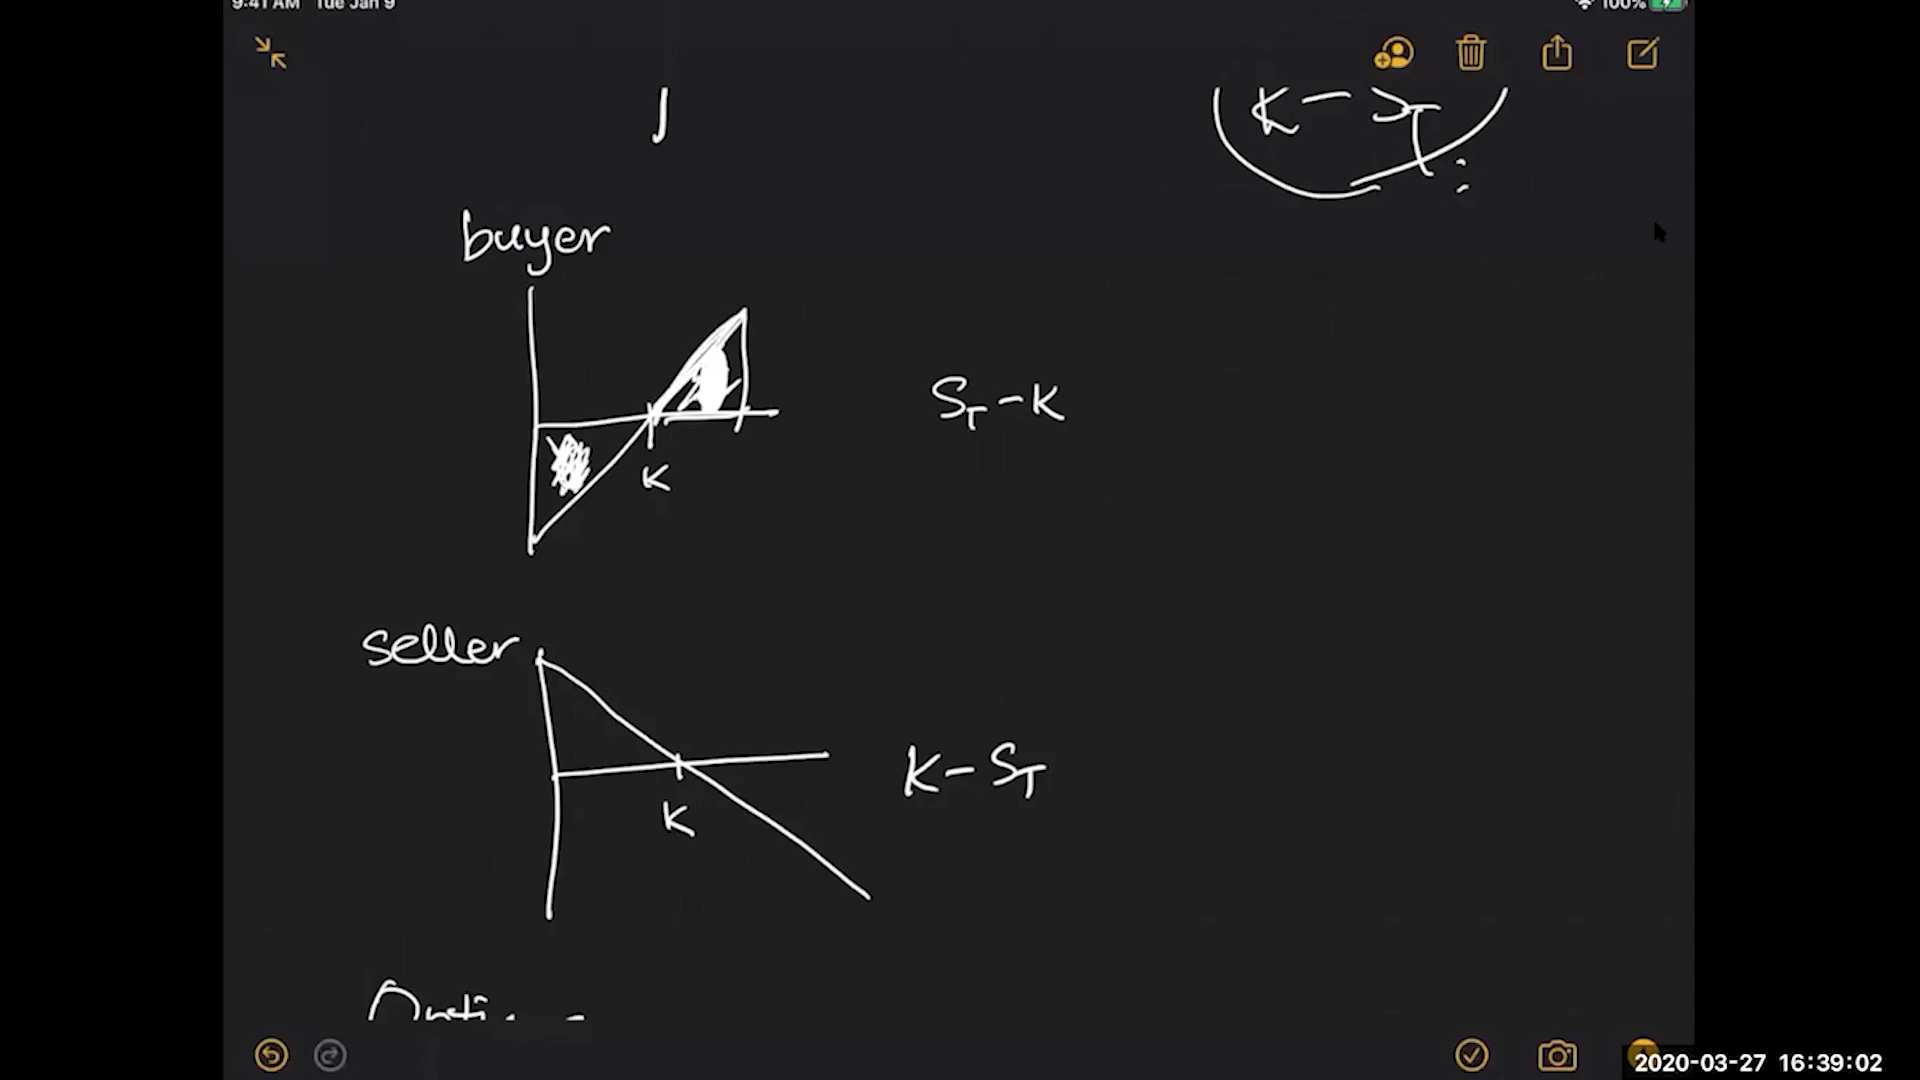 9:41 AM Tue Jan 9
100%
K - S_T
buyer
S_T - K
K
seller
K - S_T
K
2020-03-27 16:39:02